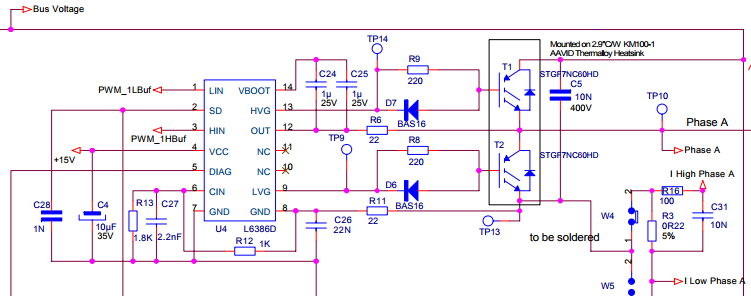 Bus Voltage
TP14
Mounted on 2.9°C/W KM100-1
AAVID Thermalloy Heatsink
R9
220
T1
STGF7NC60HD
C24
1µ
25V
C25
1µ
25V
C5
10N
400V
PWM_1LBuf
1
LIN
VBOOT
14
2
SD
HVG
13
D7
BAS16
TP10
PWM_1HBuf
3
HIN
OUT
12
R6
22
Phase A
+15V
4
VCC
NC
11
TP9
R8
220
T2
STGF7NC60HD
Phase A
5
DIAG
NC
10
6
CIN
LVG
9
D6
BAS16
I High Phase A
7
GND
GND
8
R11
22
U4
L6386D
C28
1N
C4
10µF
35V
R13
1.8K
C27
2.2nF
R12
1K
C26
22N
TP13
to be soldered
2
W4
1
R16
100
R3
0R22
5%
C31
10N
2
W5
I Low Phase A